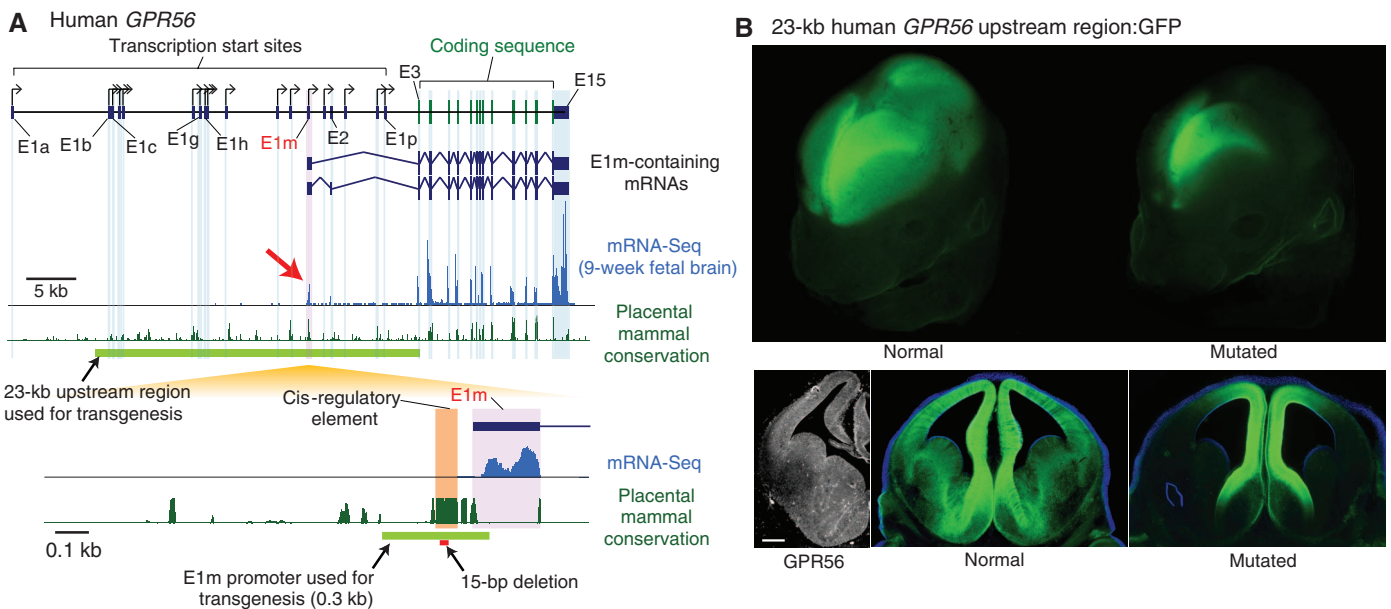 A
Human GPR56
Transcription start sites
Coding sequence
E3
E15
E1a
E1b
E1c
E1g
E1h
E1m
E2
E1p
E1m-containing
mRNAs
mRNA-Seq
(9-week fetal brain)
5 kb
Placental
mammal
conservation
23-kb upstream region
used for transgenesis
Cis-regulatory
element
E1m
mRNA-Seq
Placental
mammal
conservation
0.1 kb
E1m promoter used for
transgenesis (0.3 kb)
15-bp deletion
B
23-kb human GPR56 upstream region:GFP
Normal
Mutated
GPR56
Normal
Mutated